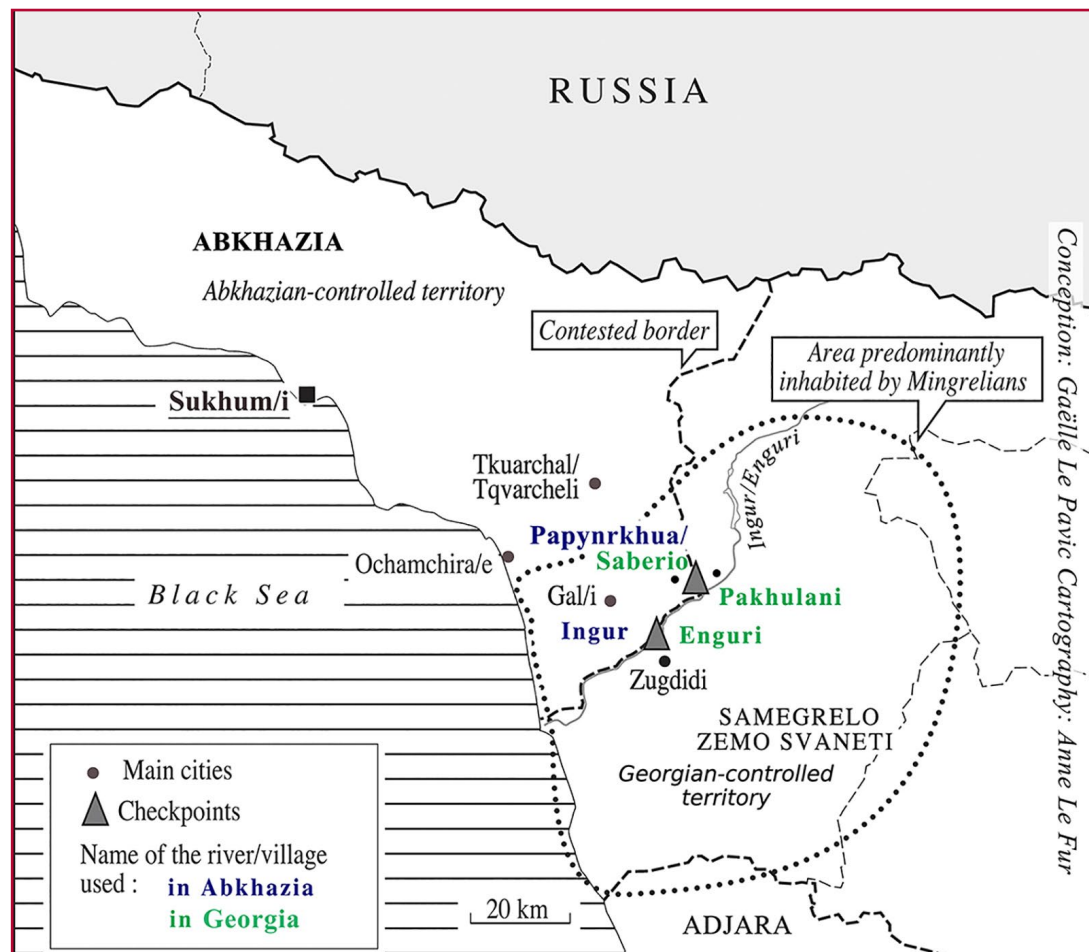 RUSSIA
ABKHAZIA
Abkhazian-controlled territory
Contested border
Area predominantly
inhabited by Mingrelians
Sukhum/i
Ingur/Enguri
Tkuarchal/
Tqvarcheli
Papynrkhua/
Saberio
Ochamchira/e
Black Sea
Gal/i
Pakhulani
Ingur
Enguri
Zugdidi
SAMEGRELO
ZEMO SVANETI
Georgian-controlled
territory
Main cities
Checkpoints
Name of the river/village
used :
in Abkhazia
in Georgia
20 km
ADJARA
Conception: Gaëlle Le Pavic Cartography: Anne Le Fur